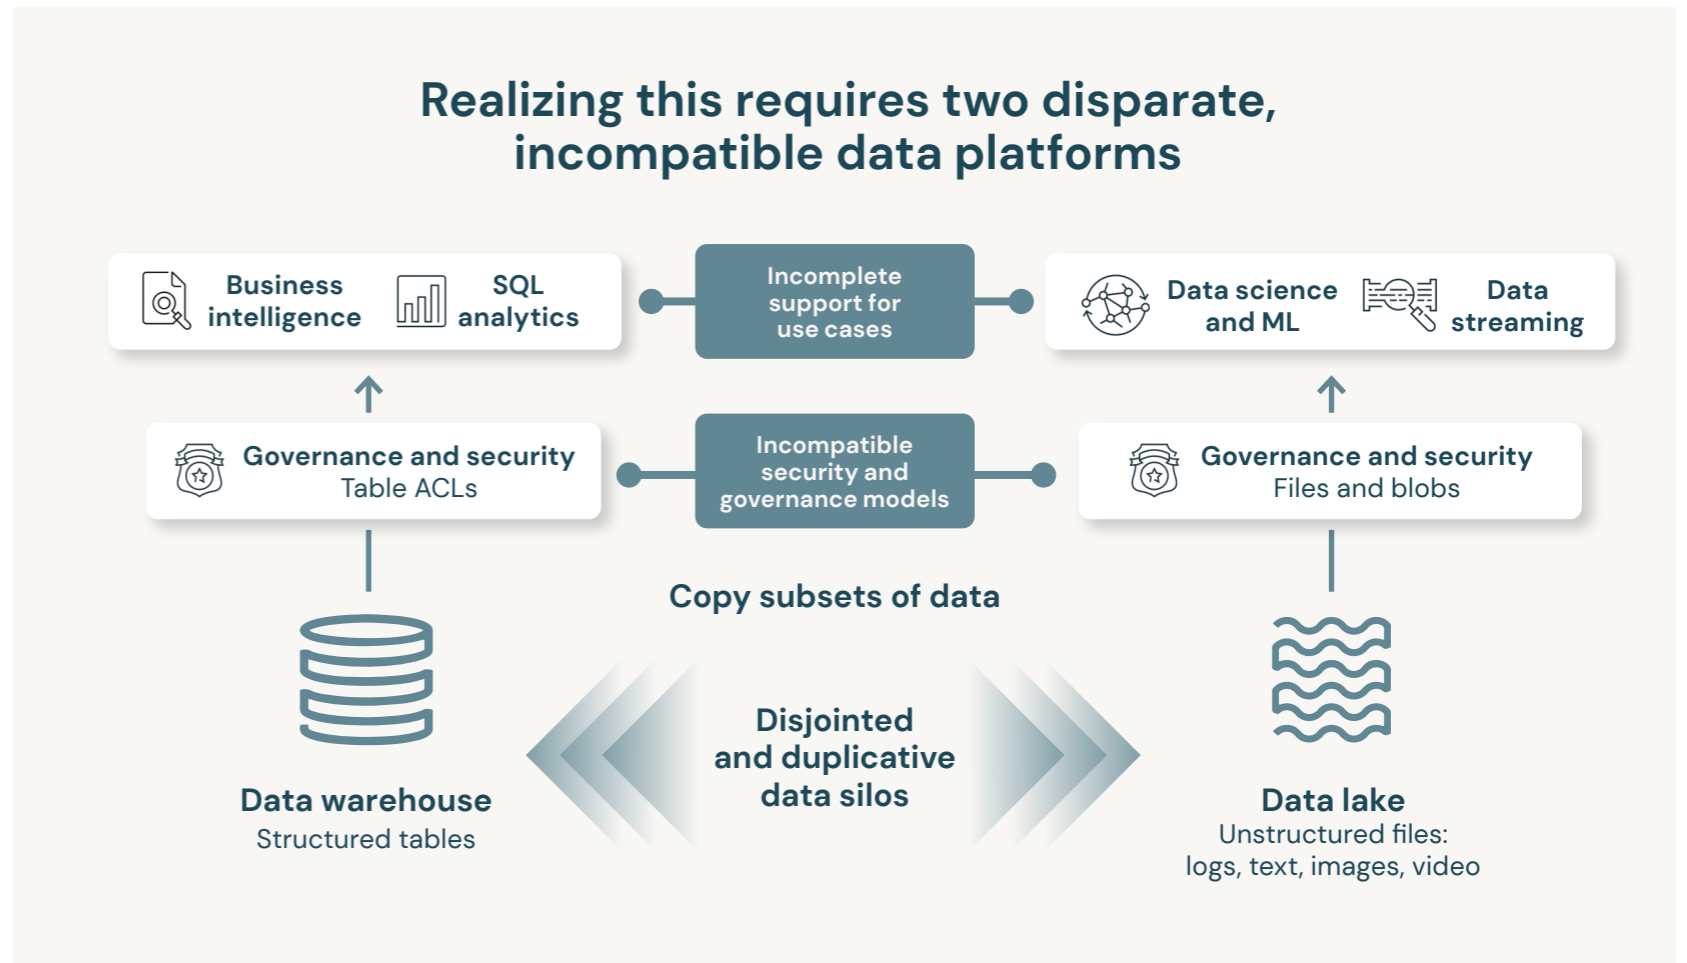 Realizing this requires two disparate,
incompatible data platforms
Business
intelligence
SQL
analytics
Incomplete
support for
use cases
Data science
and ML
Data
streaming
Governance and security
Table ACLs
Incompatible
security and
governance models
Governance and security
Files and blobs
Copy subsets of data
Disjointed
and duplicative
data silos
Data warehouse
Structured tables
Data lake
Unstructured files:
logs, text, images, video